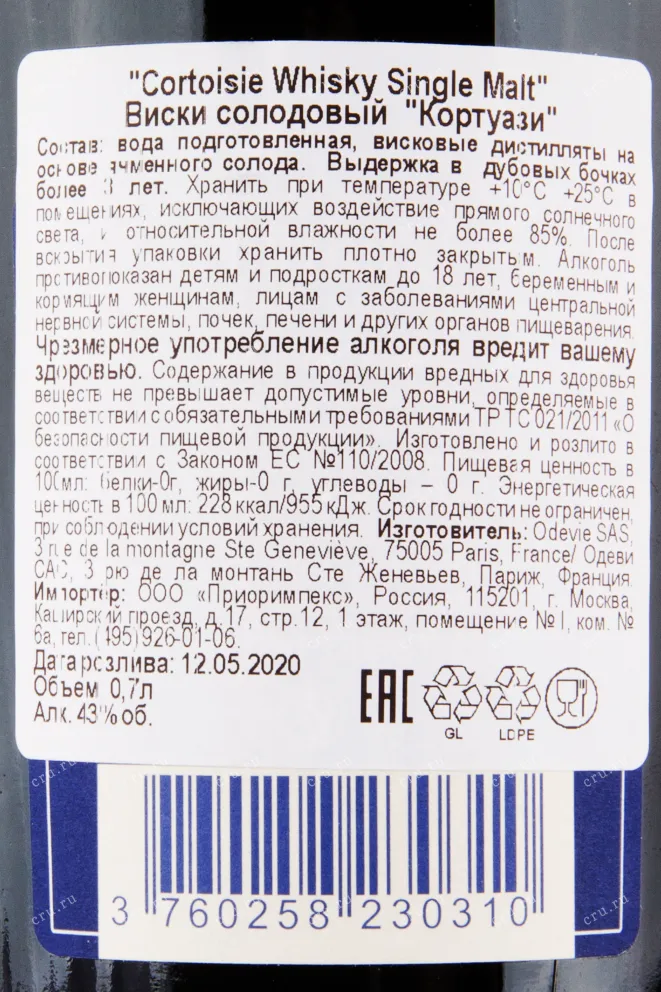 "Cortoisie Whisky Single Malt"
Виски солодовый "Кортуази"
Состав: вода подготовленная, висковые дистилляты на
основе ячменного солода. Выдержка в дубовых бочках
более 3 лет. Хранить при температуре +10°С +25°С в
помещениях, исключающих воздействие прямого солнечного
света, и относительной влажности не более 85%. После
вскрытия упаковки хранить плотно закрытым. Алкоголь
противопоказан детям и подросткам до 18 лет, беременным и
кормящим женщинам, лицам с заболеваниями центральной
нервной системы, почек, печени и других органов пищеварения.
Чрезмерное употребление алкоголя вредит вашему
здоровью. Содержание в продукции вредных для здоровья
веществ не превышает допустимые уровни, определяемые в
соответствии с обязательными требованиями ТР ТС 021/2011 «О
безопасности пищевой продукции». Изготовлено и розлито в
соответствии с Законом ЕС №110/2008. Пищевая ценность в
100мл: белки-0г, жиры-0 г, углеводы – 0 г. Энергетическая
ценность в 100 мл: 228 ккал/955 кДж. Срок годности не ограничен,
при соблюдении условий хранения. Изготовитель: Odevie SAS,
3 rue de la montagne Ste Geneviève, 75005 Paris, France/ Одеви
САС, 3 рю де ла монтань Сте Женевьев, Париж, Франция.
Импортер: ООО «Приоримпекс», Россия, 115201, г. Москва,
Каширский проезд, д.17, стр.12, 1 этаж, помещение №I, ком. №
6а, тел. (495)926-01-06.
Дата розлива: 12.05.2020
Объем 0,7л
Алк. 43% об.
EAC
GL
LDPE
3 760258 230310
cru.ru
cru.ru
cru.ru
cru.ru